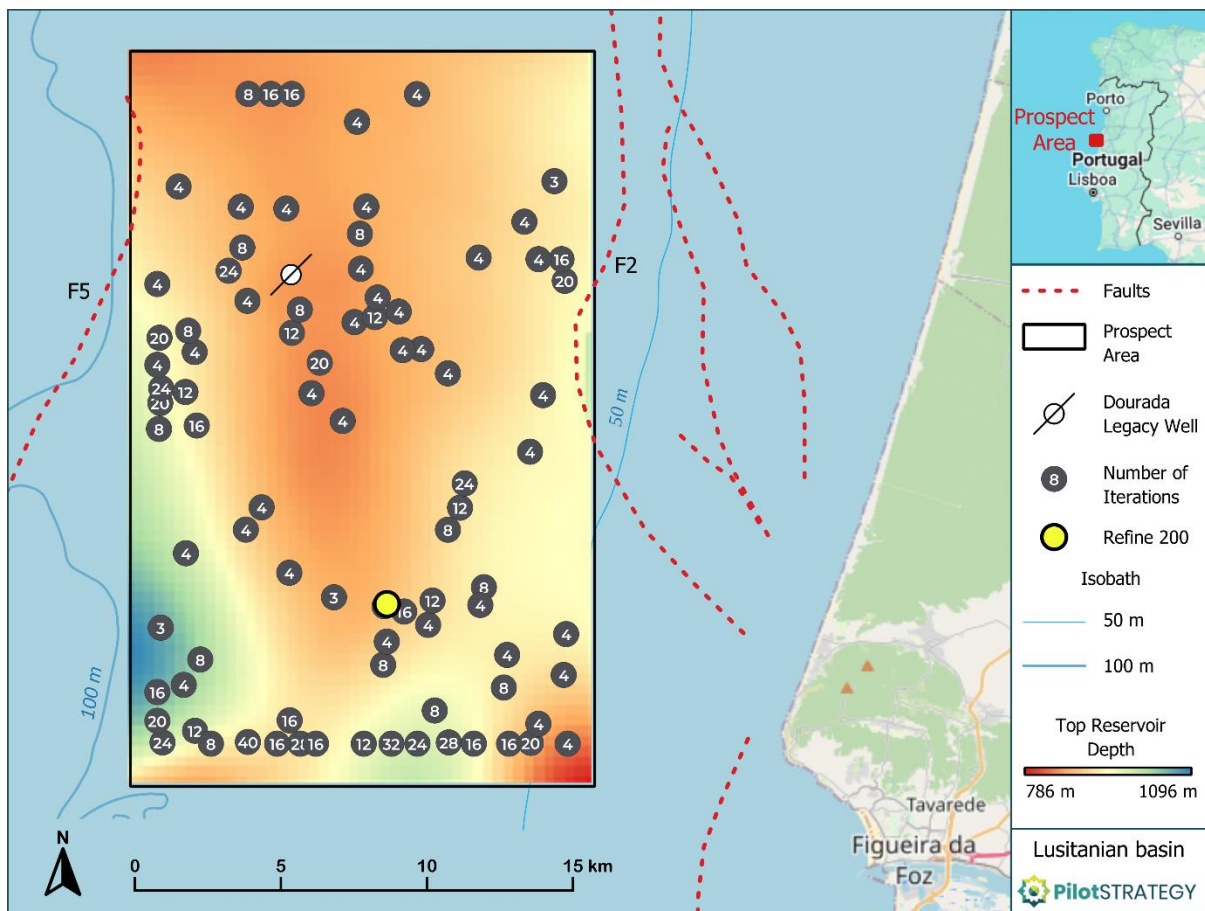 8 16 16 4
4
4 3
4 4 4
4
8 8
4 4 16
24 4 20
4
4 4
8 4
12
4
12
20 8
4 4 4
20
4 4
24 12 4 4
20
4
8 16
4
24
4 12
4 8
4
4
8
3 12 4
16
3 4 4
4
8 8 4
4
16 4 8
8
20 16 4
12
24 8 40 16 16 12 32 24 28 16 16 20 4
F5
F2
50 m
100 m
N
0 5 10 15 km
Tavarede
Figueira da
Foz
Porto
Prospect
Area
Portugal
Lisboa
Sevilla
Faults
Prospect
Area
Dourada
Legacy Well
8
Number of
Iterations
Refine 200
Isobath
50 m
100 m
Top Reservoir
Depth
786 m 1096 m
Lusitanian basin
PilotSTRATEGY